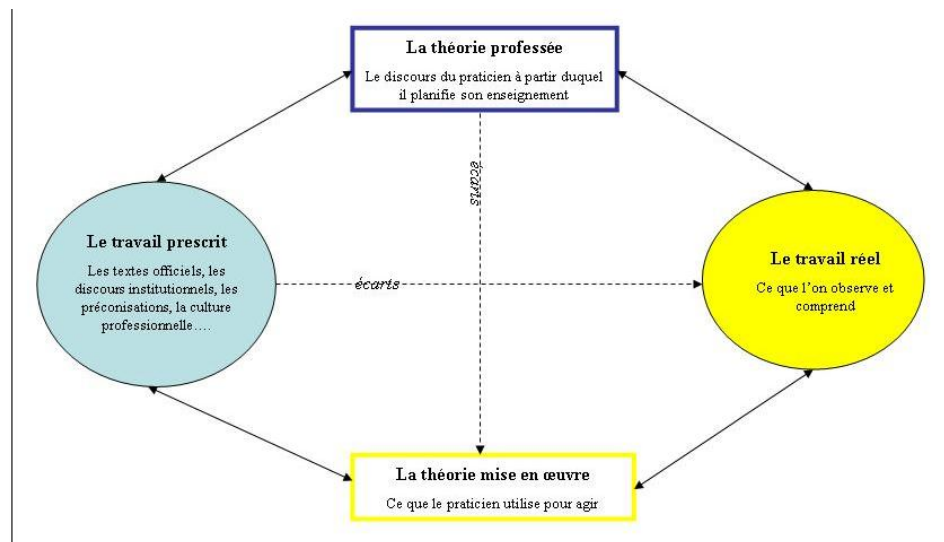 La théorie professée
Le discours du praticien à partir duquel
il planifie son enseignement
écarts
Le travail prescrit
Les textes officiels, les
discours institutionnels, les
préconisations, la culture
professionnelle….
écarts
Le travail réel
Ce que l'on observe et
comprend
La théorie mise en œuvre
Ce que le praticien utilise pour agir